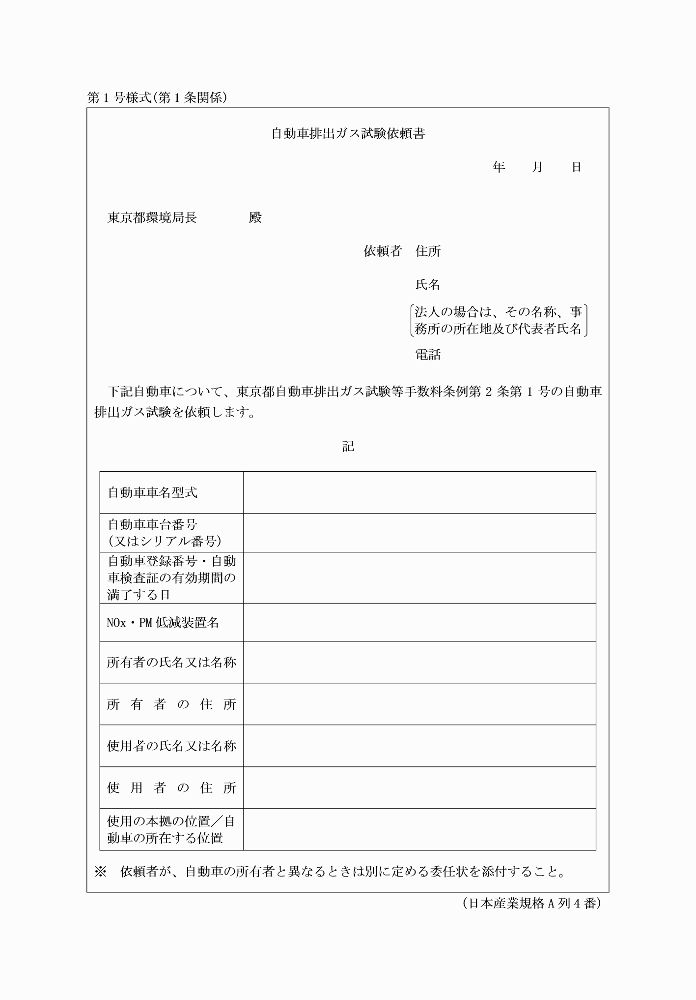 第１号様式（第１条関係）
自動車排出ガス試験依頼書
年　　月　　日
東京都環境局長　　　　殿
依頼者　住所
氏名
法人の場合は、その名称、事
務所の所在地及び代表者氏名
電話
下記自動車について、東京都自動車排出ガス試験等手数料条例第２条第１号の自動車
排出ガス試験を依頼します。
記
自動車車名型式
自動車車台番号
（又はシリアル番号）
自動車登録番号・自動
車検査証の有効期間の
満了する日
NOx・PM 低減装置名
所有者の氏名又は名称
所有者の住所
使用者の氏名又は名称
使用者の住所
使用の本拠の位置／自
動車の所在する位置
※　依頼者が、自動車の所有者と異なるときは別に定める委任状を添付すること。
（日本産業規格Ａ列４番）